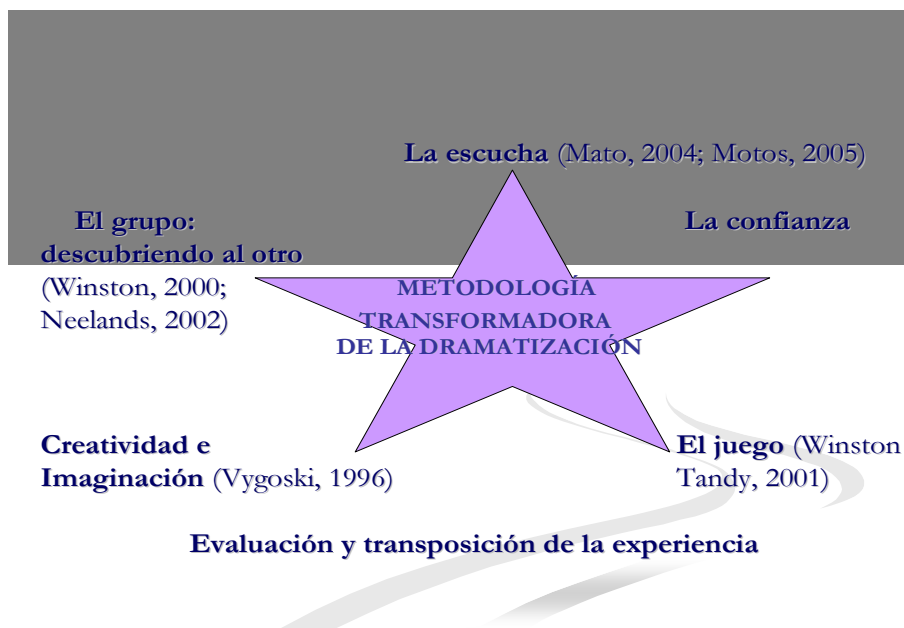 La escucha (Mato, 2004; Motos, 2005)
El grupo:
descubriendo al otro
(Winston, 2000;
Neelands, 2002)
La confianza
METODOLOGÍA
TRANSFORMADORA
DE LA DRAMATIZACIÓN
Creatividad e
Imaginación (Vygoski, 1996)
El juego (Winston
Tandy, 2001)
Evaluación y transposición de la experiencia